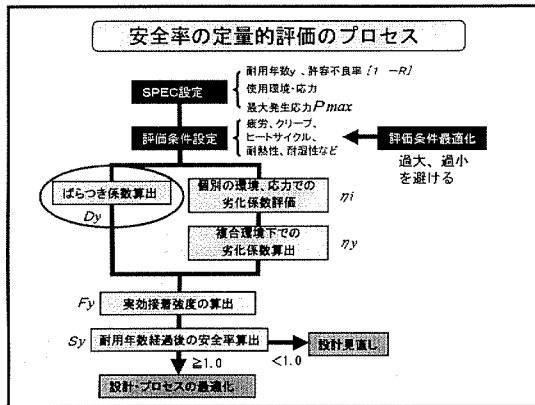 安全率の定量的評価のプロセス
耐用年数y 、許容不良率 [1 -R]
SPEC設定
使用環境・応力
最大発生応力Pmax
評価条件設定
疲労、クリープ、
ヒートサイクル、
耐熱性、耐湿性など
評価条件最適化
過大、過小
を避ける
ばらつき係数算出
個別の環境、応力での
劣化係数評価
ηi
Dy
複合環境下での
劣化係数算出
ηy
Fy
実効接着強度の算出
Sy
耐用年数経過後の安全率算出
設計見直し
≧1.0
<1.0
設計・プロセスの最適化